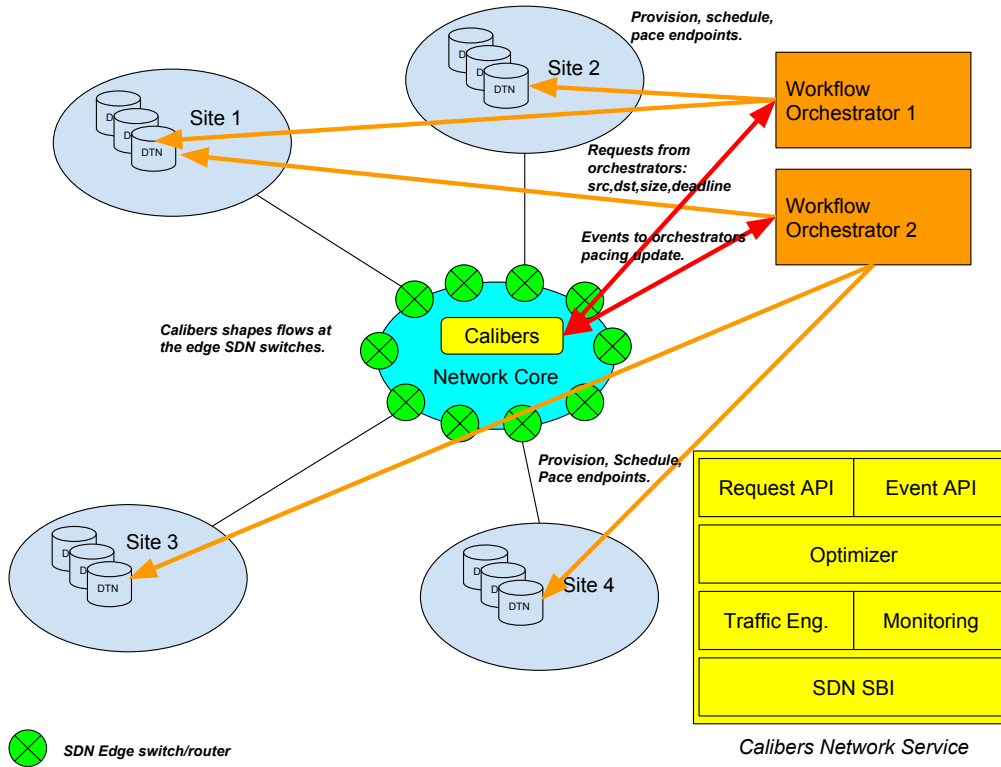 Provision, schedule,
pace endpoints.
Site 2
D
D
DTN
Workflow
Orchestrator 1
Site 1
D
D
DTN
Requests from
orchestrators:
src,dst,size,deadline
Workflow
Orchestrator 2
Events to orchestrators
pacing update.
Calibers shapes flows at
the edge SDN switches.
Calibers
Network Core
Provision, Schedule,
Pace endpoints.
Site 3
D
D
DTN
Site 4
D
D
DTN
Request API
Event API
Optimizer
Traffic Eng.
Monitoring
SDN SBI
Calibers Network Service
SDN Edge switch/router